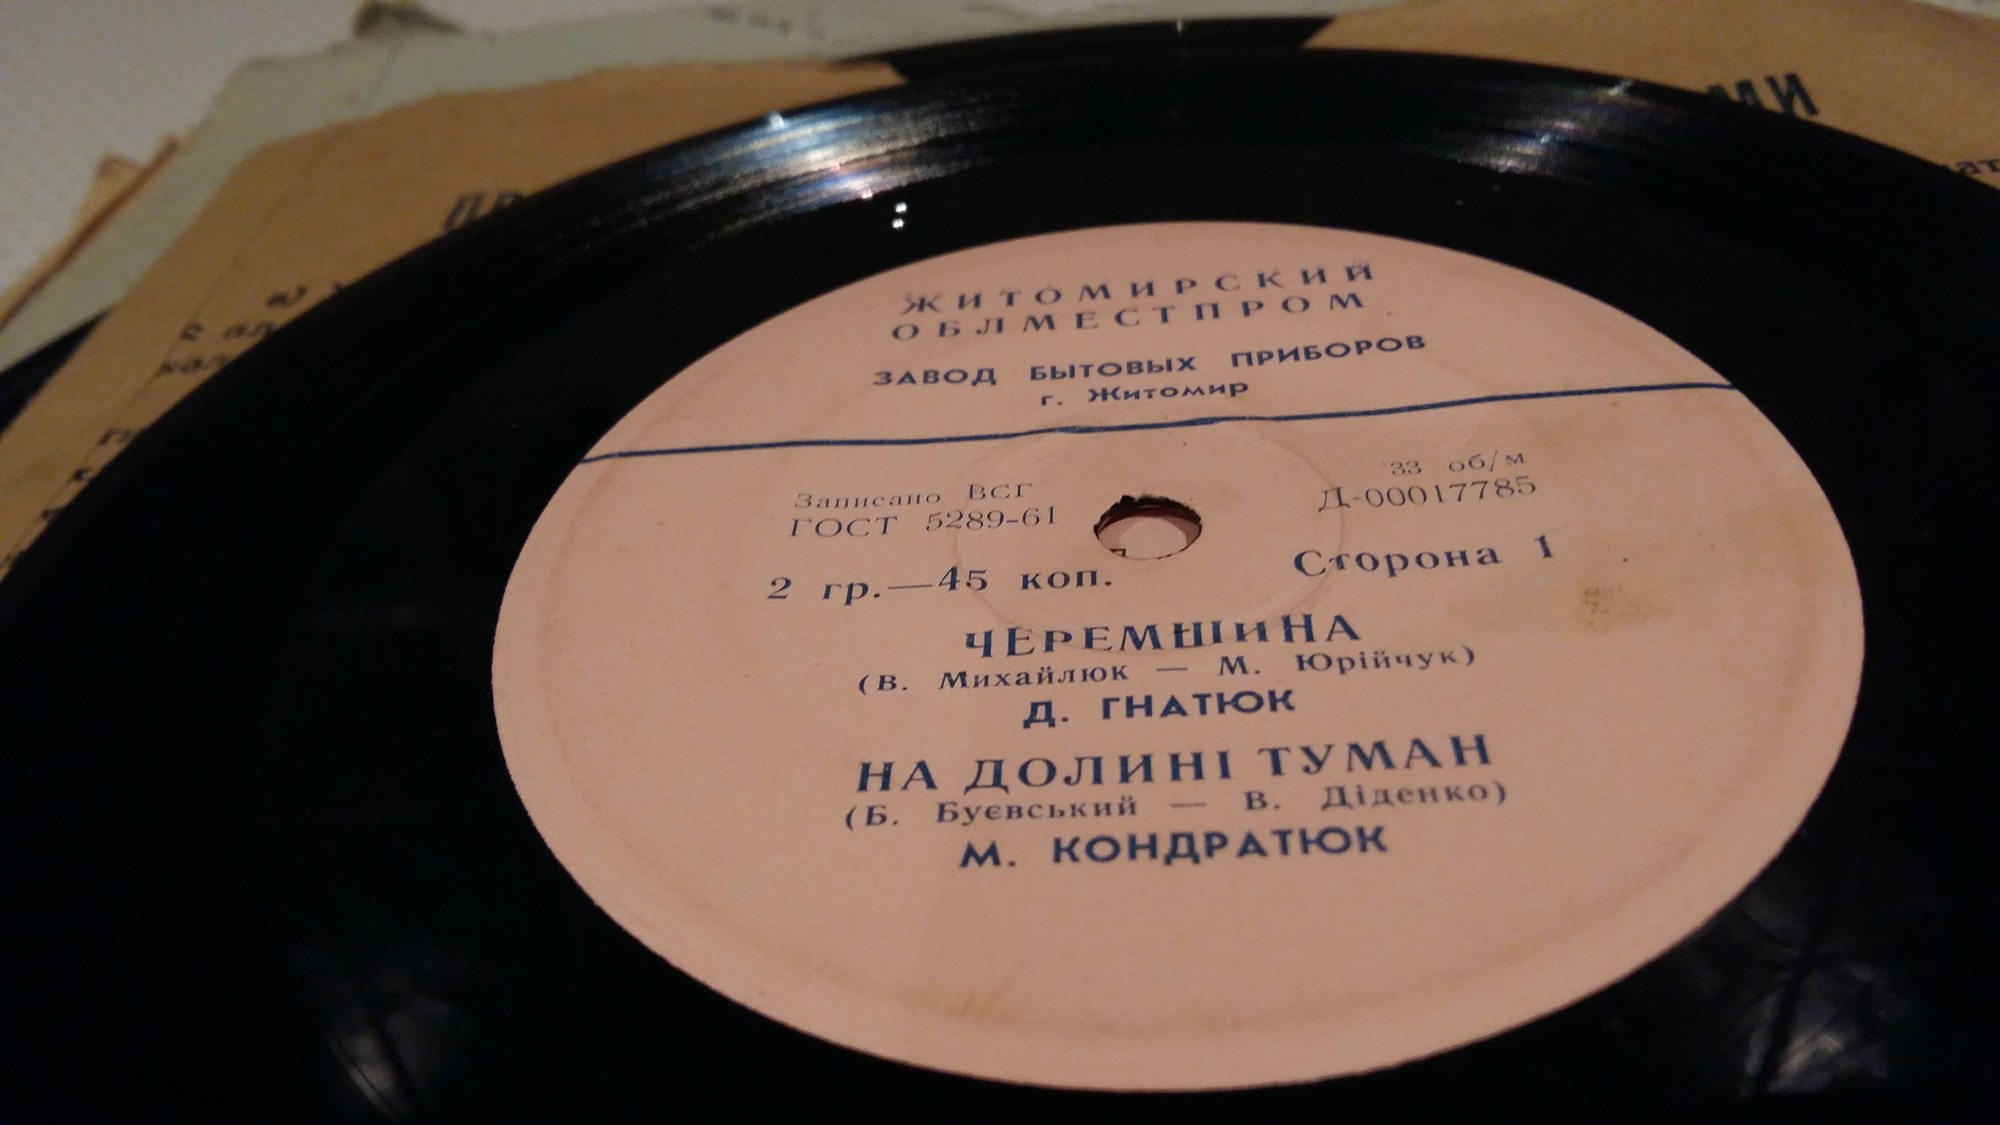 ЖИТОМИРСКИЙ
ОБЛМЕСТПРОМ
ЗАВОД БЫТОВЫХ ПРИБОРОВ
г. Житомир
Записано ВСГ
ГОСТ 5289-61
33 об/м
Д-00017785
2 гр.—45 коп.
Сторона 1
ЧЕРЕМШИНА
(В. Михайлюк — М. Юрійчук)
Д. ГНАТЮК
НА ДОЛИНІ ТУМАН
(Б. Буєвський — В. Діденко)
М. КОНДРАТЮК